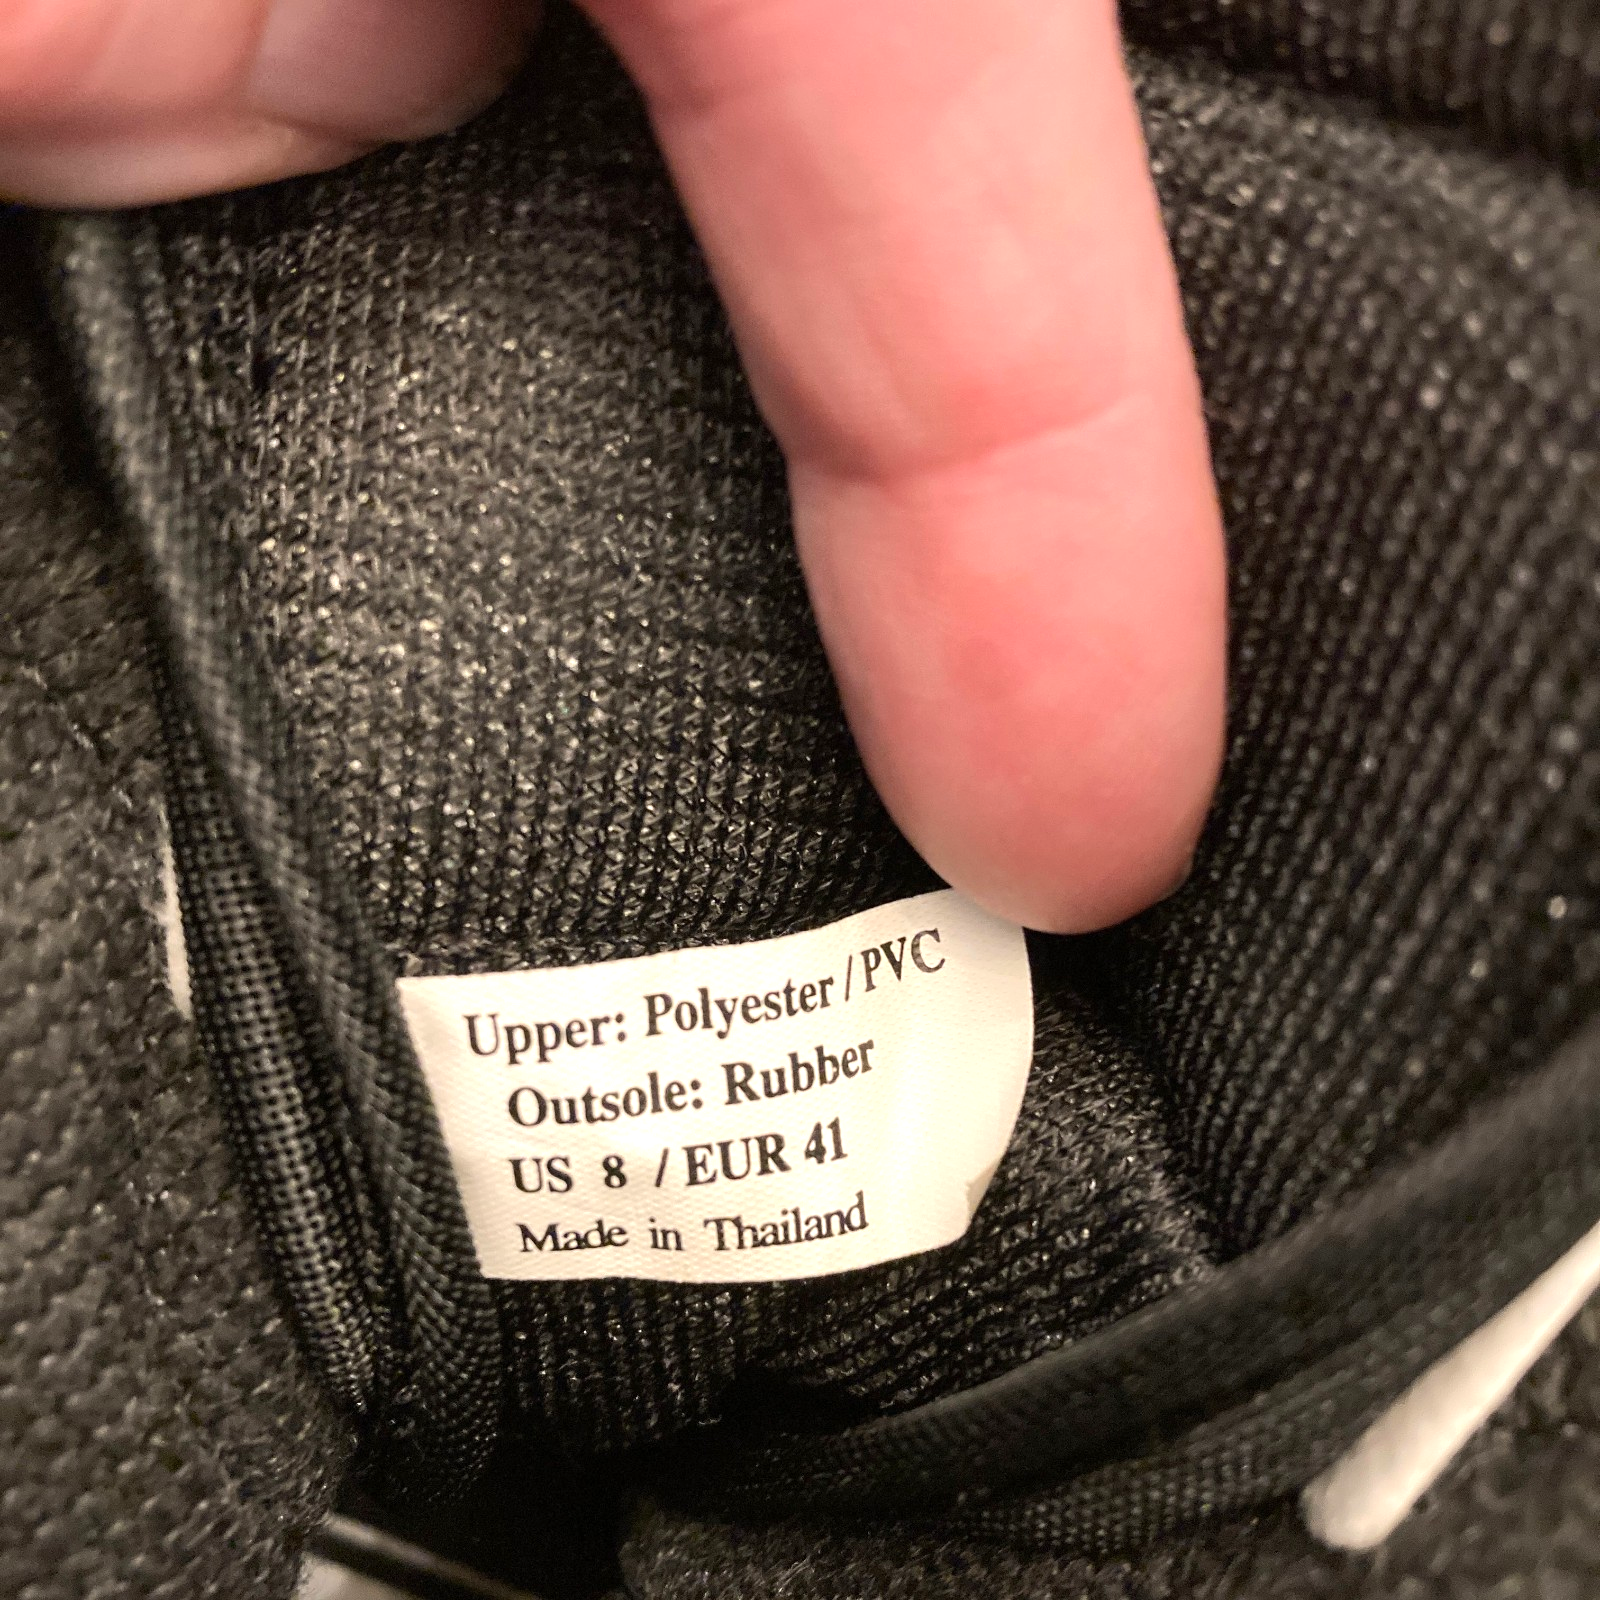 Upper: Polyester/PVC
Outsole: Rubber
US 8 / EUR 41
Made in Thailand